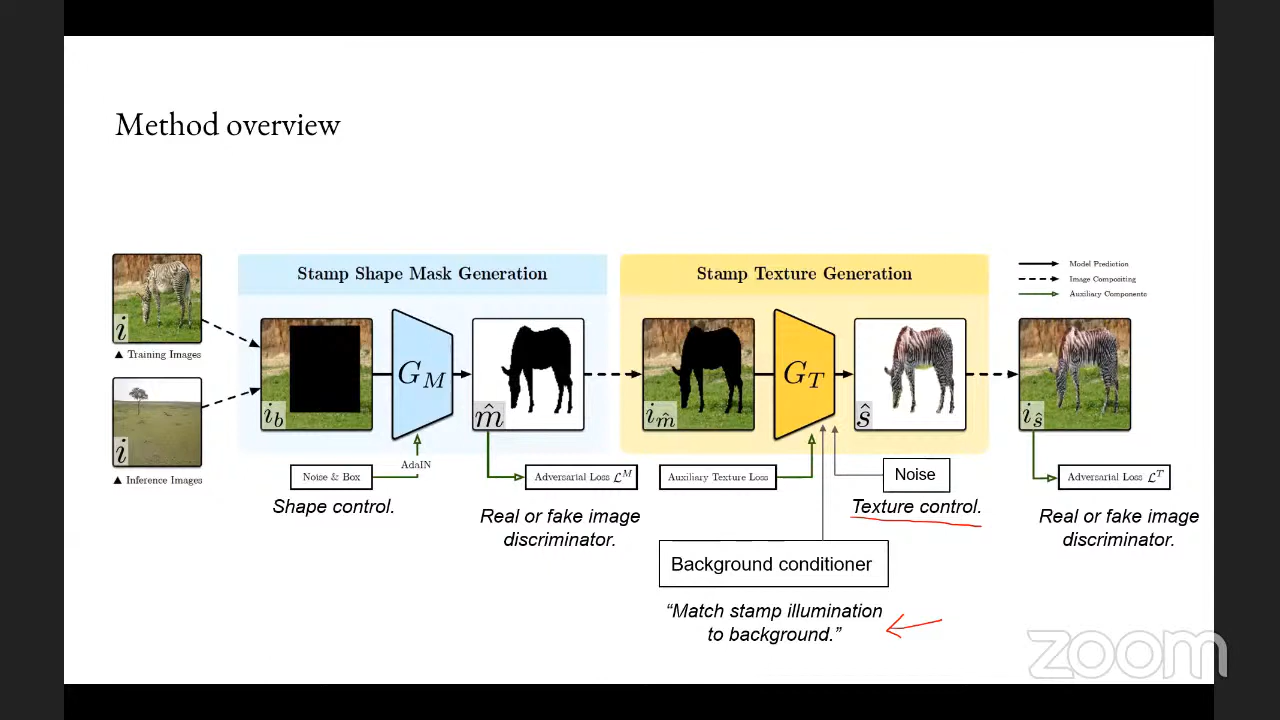 Method overview
i
▲ Training Images
i
▲ Inference Images
Stamp Shape Mask Generation
i_b
G_M
m̂
Noise & Box
AdaIN
Shape control.
Adversarial Loss ℒ^M
Real or fake image
discriminator.
Stamp Texture Generation
i_m̂
G_T
ŝ
Auxiliary Texture Loss
Noise
Texture control.
Background conditioner
“Match stamp illumination
to background.”
Model Prediction
Image Compositing
Auxiliary Components
i_ŝ
Adversarial Loss ℒ^T
Real or fake image
discriminator.
zoom